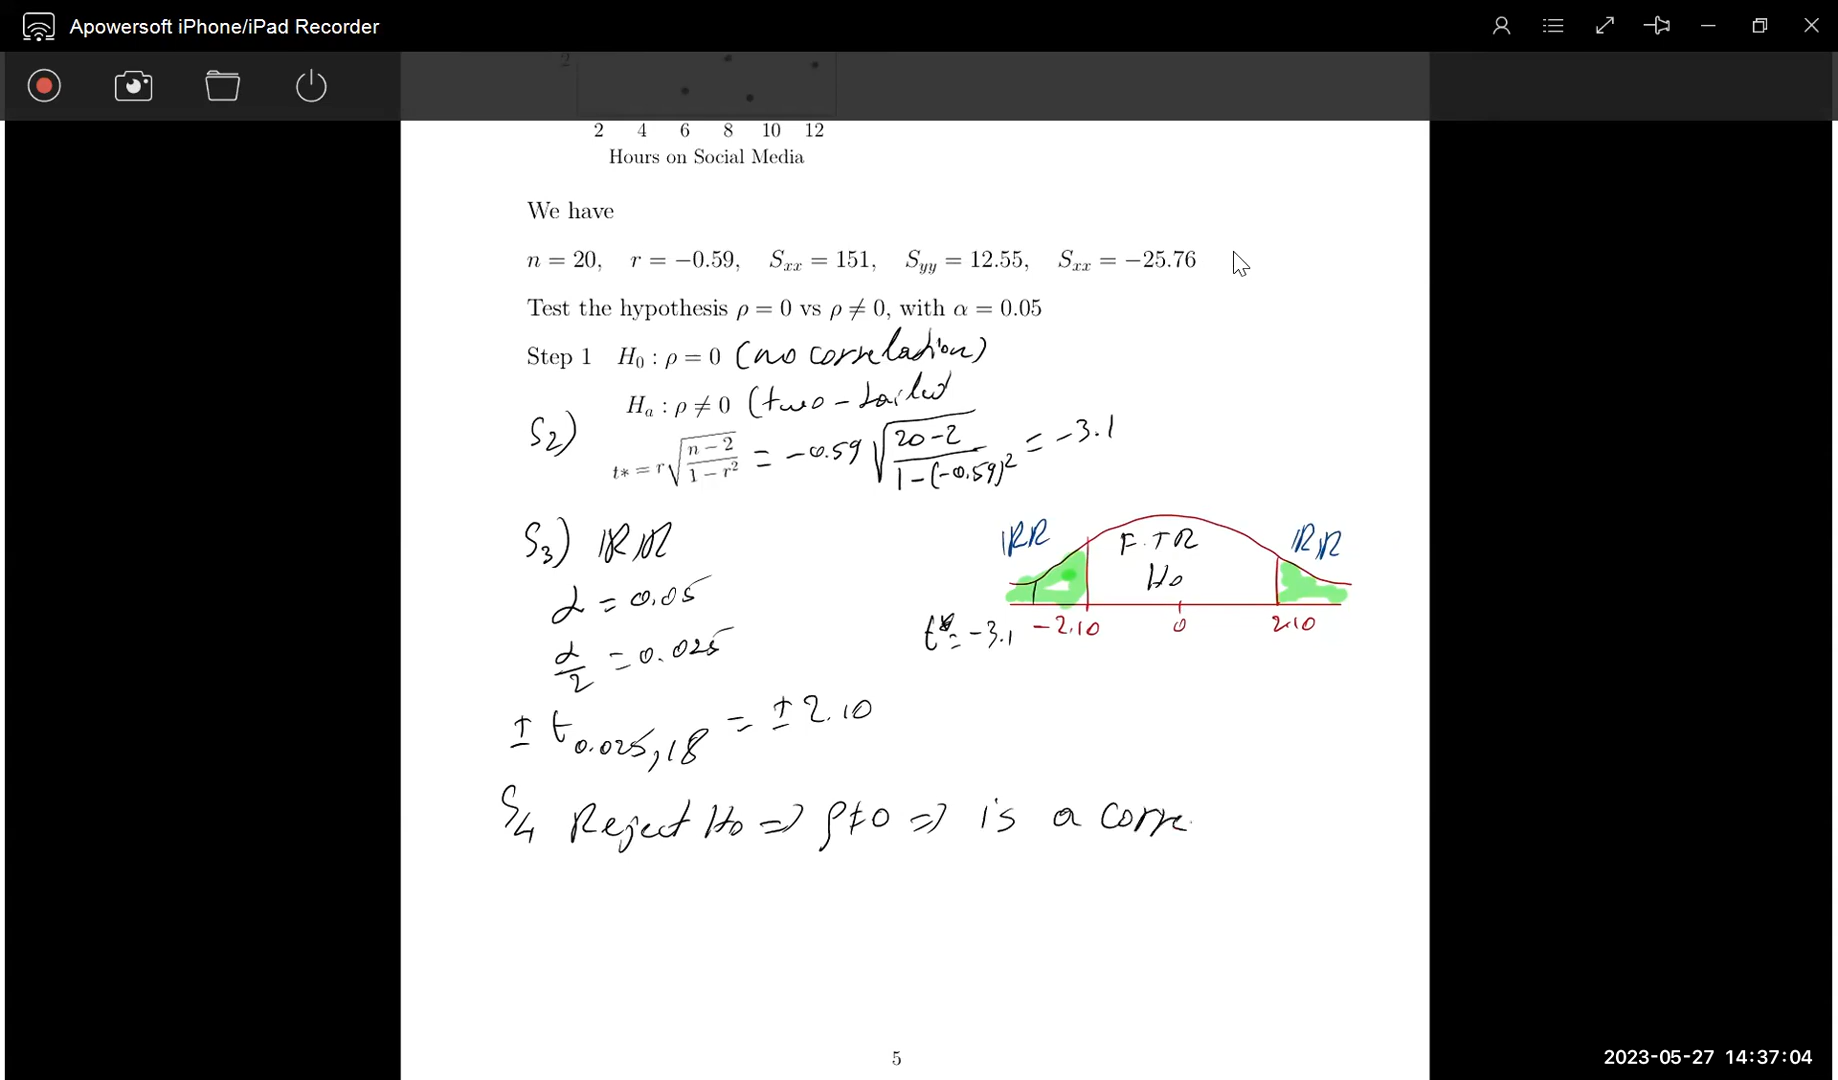 Apowersoft iPhone/iPad Recorder
2
2 4 6 8 10 12
Hours on Social Media
We have
n = 20, r = −0.59, Sxx = 151, Syy = 12.55, Sxx = −25.76
Test the hypothesis ρ = 0 vs ρ ≠ 0, with α = 0.05
Step 1 H₀ : ρ = 0 (no correlation)
Hₐ : ρ ≠ 0 (two-tailed
S2) t* = r√((n − 2)/(1 − r²)) = −0.59 √((20−2)/(1−(−0.59)²)) = −3.1
S3) RR
α = 0.05
α/2 = 0.025
± t0.025,18 = ± 2.10
RR F.TR RR
H₀
t* = −3.1 −2.10 0 2.10
S4 Reject H₀ => ρ≠0 => is a corre
5
2023-05-27 14:37:04